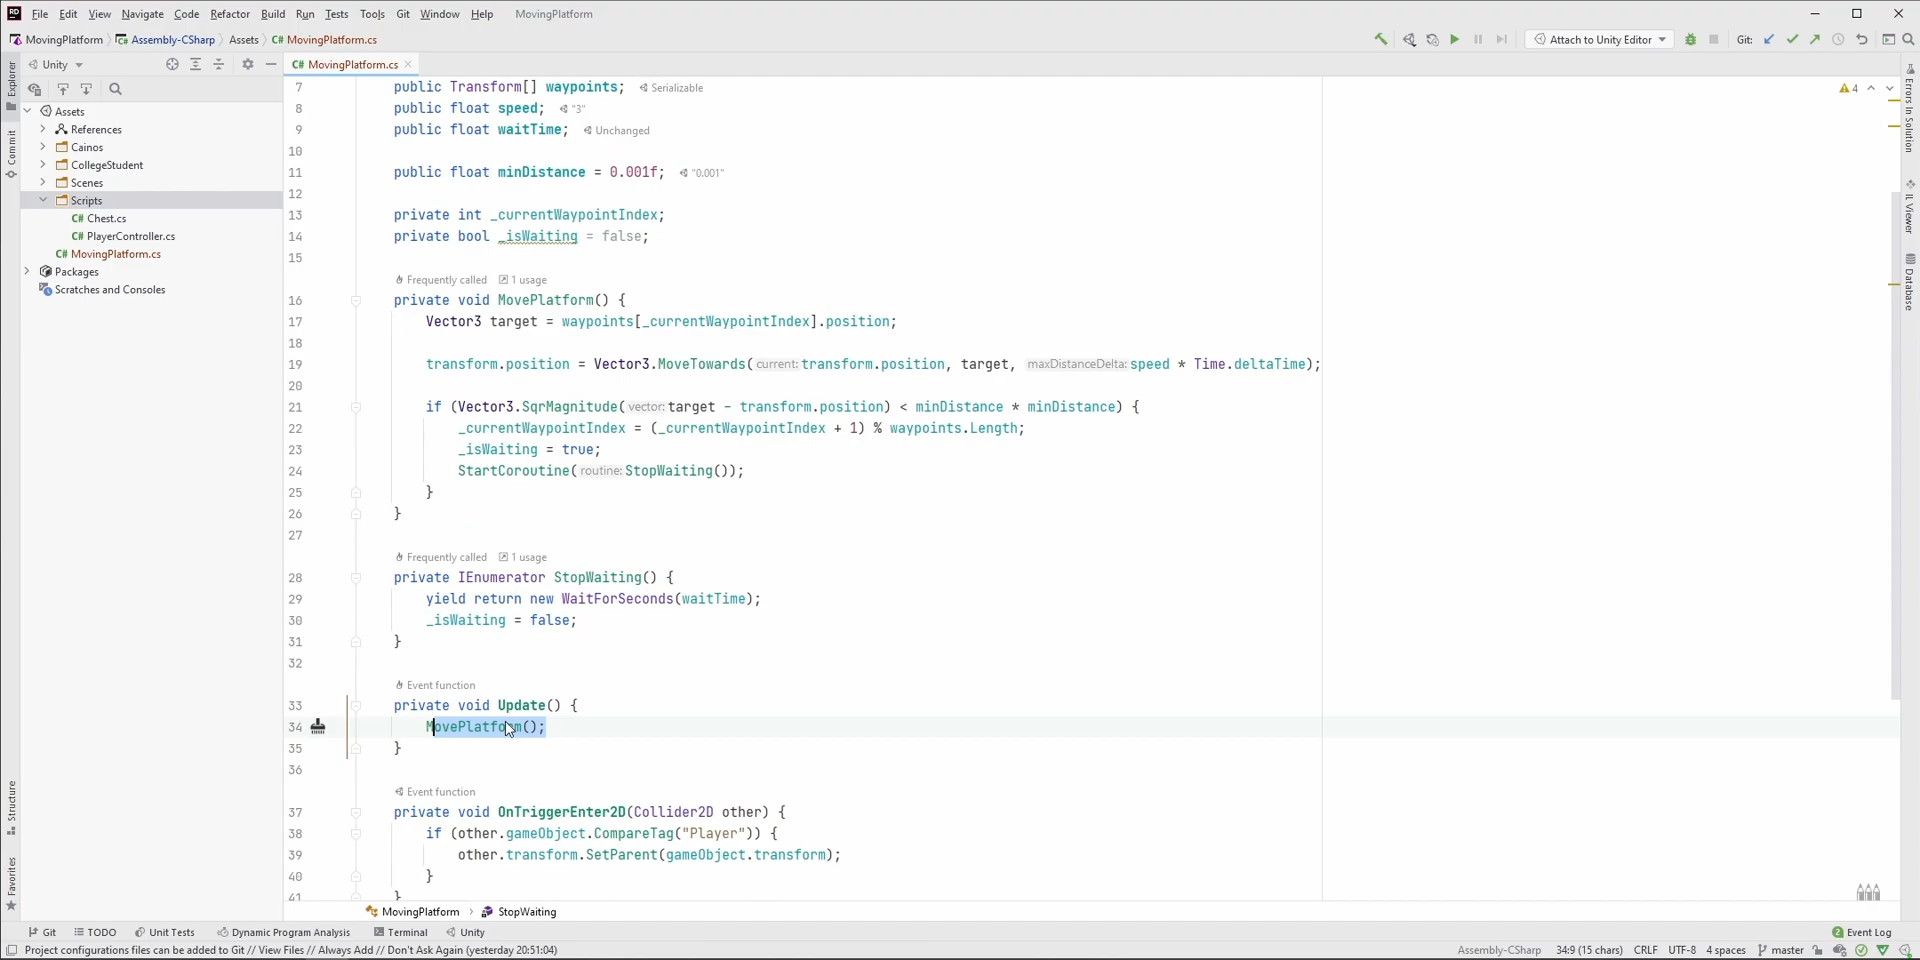 File Edit View Navigate Code Refactor Build Run Tests Tools Git Window Help MovingPlatform
MovingPlatform Assembly-CSharp Assets C# MovingPlatform.cs Attach to Unity Editor Git:
Unity C# MovingPlatform.cs
Explorer
Commit
Structure
Favorites
Assets
References
Cainos
CollegeStudent
Scenes
Scripts
C# Chest.cs
C# PlayerController.cs
C# MovingPlatform.cs
Packages
Scratches and Consoles
7 public Transform[] waypoints; Serializable
8 public float speed; "3"
9 public float waitTime; Unchanged
10
11 public float minDistance = 0.001f; "0.001"
12
13 private int _currentWaypointIndex;
14 private bool _isWaiting = false;
15
Frequently called 1 usage
16 private void MovePlatform() {
17 Vector3 target = waypoints[_currentWaypointIndex].position;
18
19 transform.position = Vector3.MoveTowards(current: transform.position, target, maxDistanceDelta: speed * Time.deltaTime);
20
21 if (Vector3.SqrMagnitude(vector: target - transform.position) < minDistance * minDistance) {
22 _currentWaypointIndex = (_currentWaypointIndex + 1) % waypoints.Length;
23 _isWaiting = true;
24 StartCoroutine(routine: StopWaiting());
25 }
26 }
27
Frequently called 1 usage
28 private IEnumerator StopWaiting() {
29 yield return new WaitForSeconds(waitTime);
30 _isWaiting = false;
31 }
32
Event function
33 private void Update() {
34 MovePlatform();
35 }
36
Event function
37 private void OnTriggerEnter2D(Collider2D other) {
38 if (other.gameObject.CompareTag("Player")) {
39 other.transform.SetParent(gameObject.transform);
40 }
41 }
4
Errors In Solution
IL Viewer
Database
MovingPlatform StopWaiting
Git TODO Unit Tests Dynamic Program Analysis Terminal Unity 2 Event Log
Project configurations files can be added to Git // View Files // Always Add // Don't Ask Again (yesterday 20:51:04) Assembly-CSharp 34:9 (15 chars) CRLF UTF-8 4 spaces master